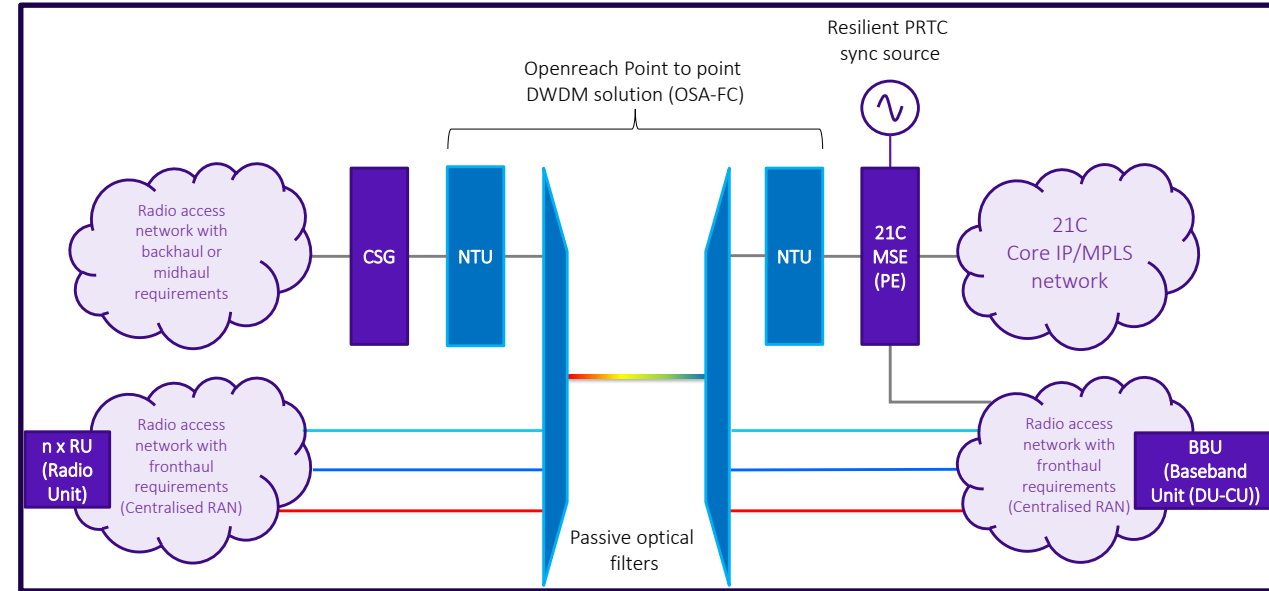 Resilient PRTC
sync source
Openreach Point to point
DWDM solution (OSA-FC)
Radio access
network with
backhaul or
midhaul
requirements
CSG
NTU
NTU
21C
MSE
(PE)
21C
Core IP/MPLS
network
n x RU
(Radio
Unit)
Radio access
network with
fronthaul
requirements
(Centralised RAN)
Passive optical
filters
Radio access
network with
fronthaul
requirements
(Centralised RAN)
BBU
(Baseband
Unit (DU-CU))